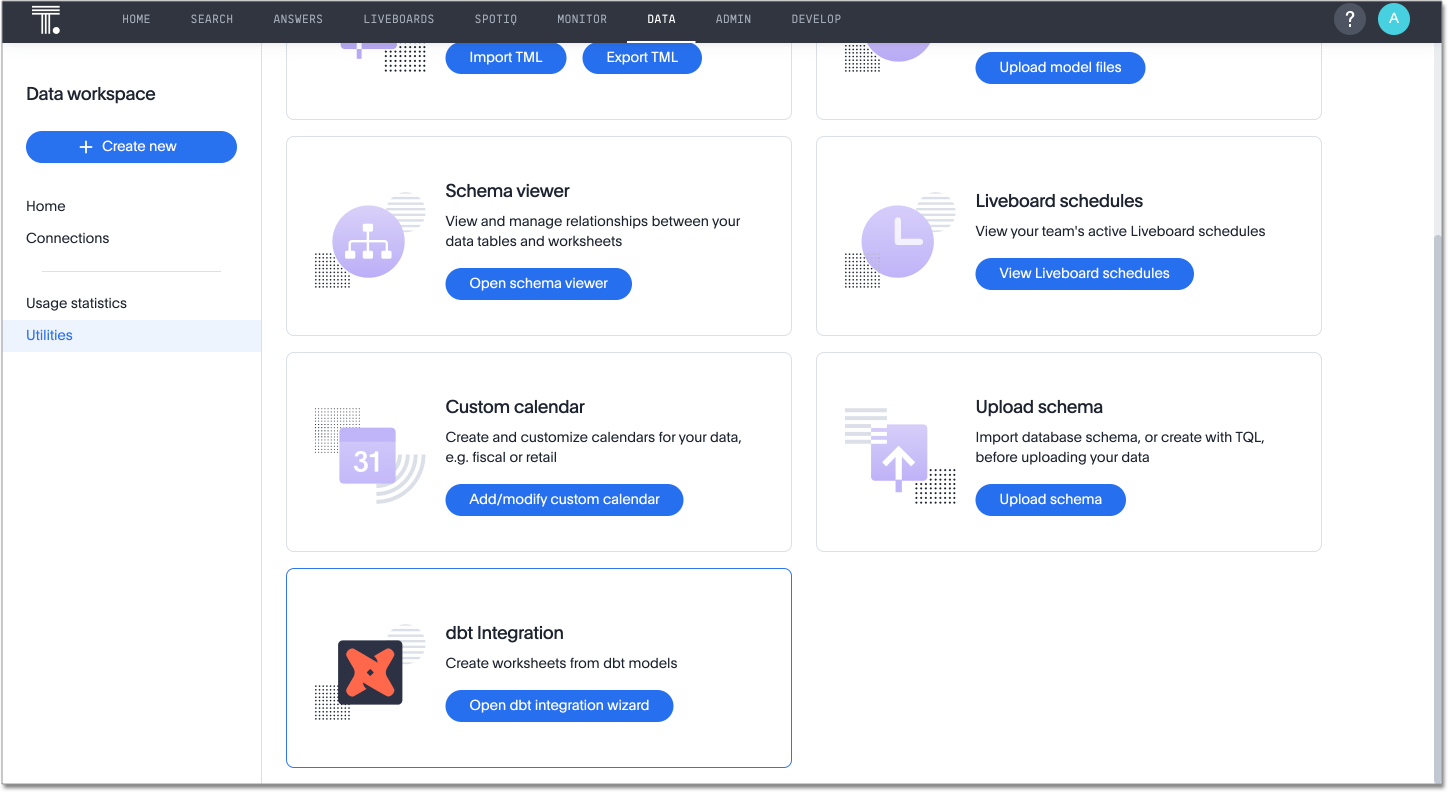 HOME SEARCH ANSWERS LIVEBOARDS SPOTIQ MONITOR DATA ADMIN DEVELOP ? A
Data workspace
+ Create new
Home
Connections
Usage statistics
Utilities
Import TML Export TML
Upload model files
Schema viewer
View and manage relationships between your
data tables and worksheets
Open schema viewer
Liveboard schedules
View your team's active Liveboard schedules
View Liveboard schedules
31
Custom calendar
Create and customize calendars for your data,
e.g. fiscal or retail
Add/modify custom calendar
Upload schema
Import database schema, or create with TQL,
before uploading your data
Upload schema
dbt Integration
Create worksheets from dbt models
Open dbt integration wizard